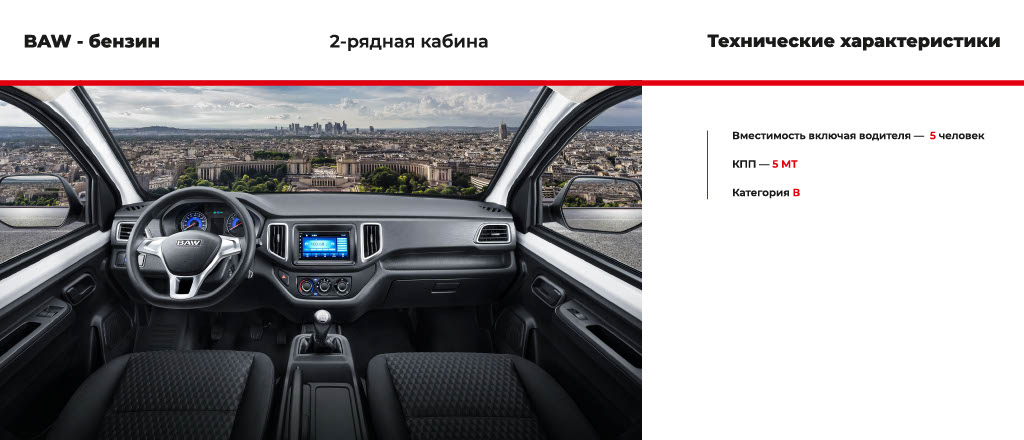 BAW - бензин
2-рядная кабина
Технические характеристики
Вместимость включая водителя — 5 человек
КПП — 5 МТ
Категория В
BAW